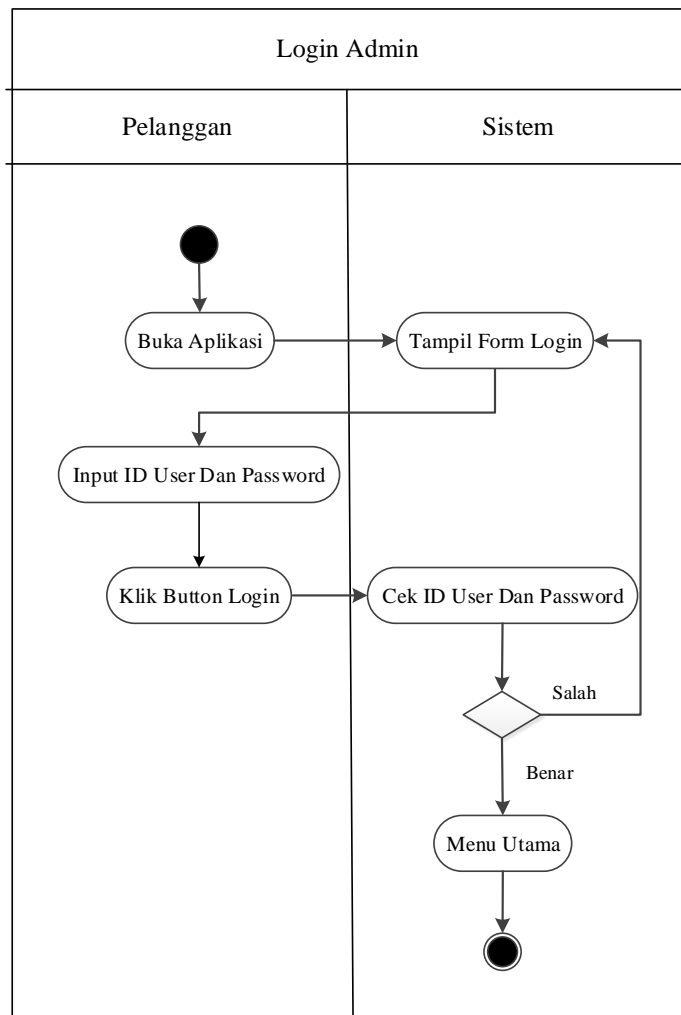 Login Admin
Pelanggan
Sistem
Buka Aplikasi
Tampil Form Login
Input ID User Dan Password
Klik Button Login
Cek ID User Dan Password
Salah
Benar
Menu Utama